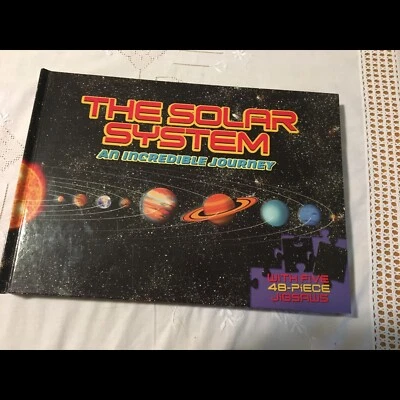 THE SOLAR
SYSTEM
AN INCREDIBLE JOURNEY
WITH FIVE
48-PIECE
JIGSAWS